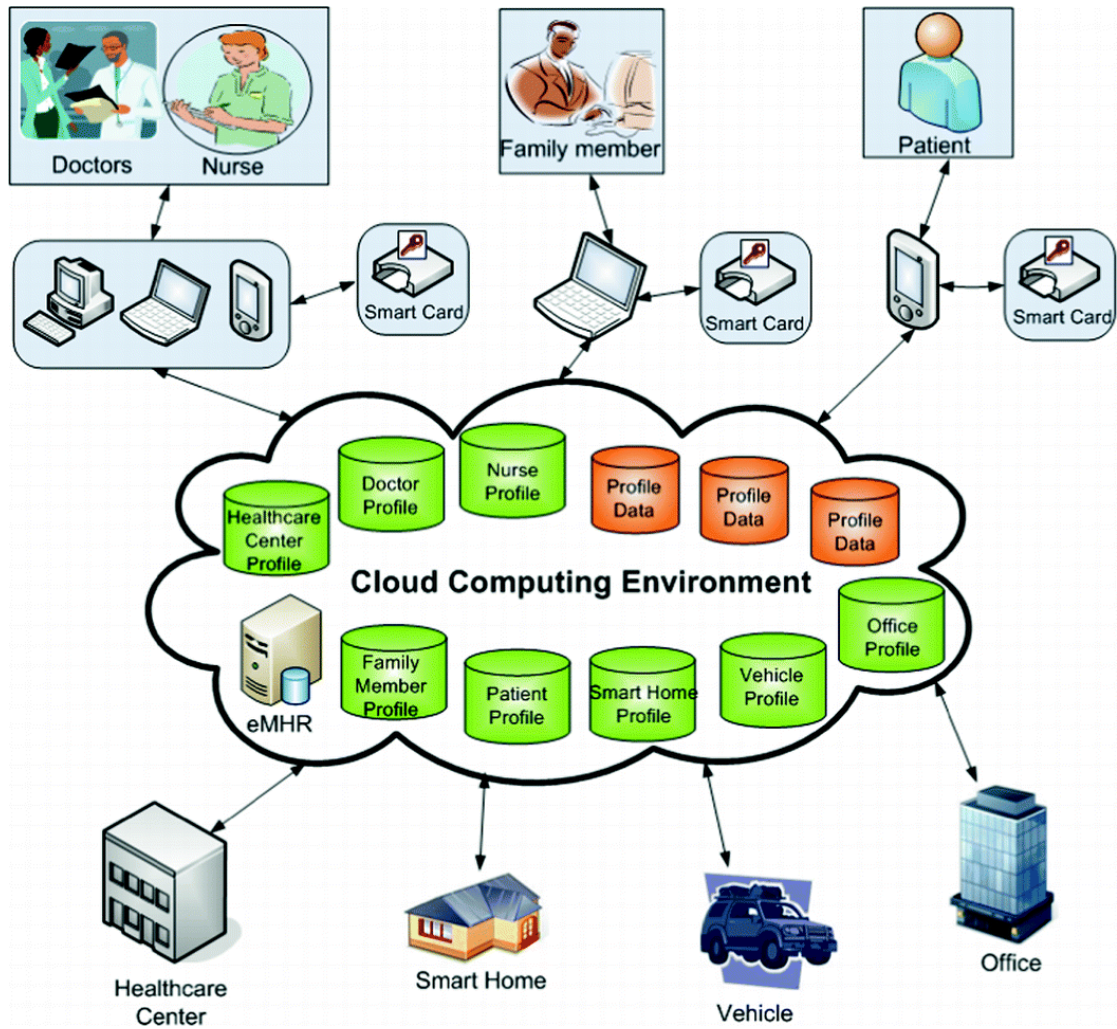 Doctors
Nurse
Family member
Patient
Smart Card
Smart Card
Smart Card
Healthcare
Center
Profile
Doctor
Profile
Nurse
Profile
Profile
Data
Profile
Data
Profile
Data
Cloud Computing Environment
eMHR
Family
Member
Profile
Patient
Profile
Smart Home
Profile
Vehicle
Profile
Office
Profile
Healthcare
Center
Smart Home
Vehicle
Office